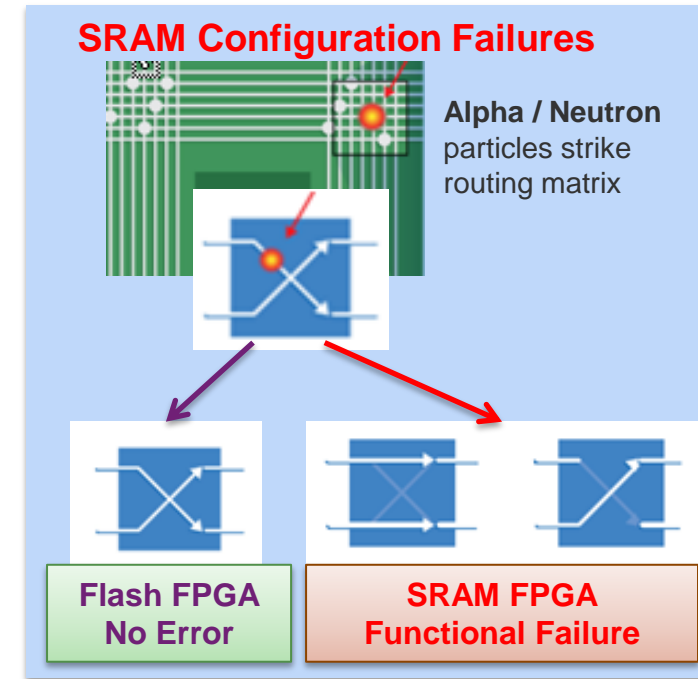 SRAM Configuration Failures
Alpha / Neutron
particles strike
routing matrix
Flash FPGA
No Error
SRAM FPGA
Functional Failure